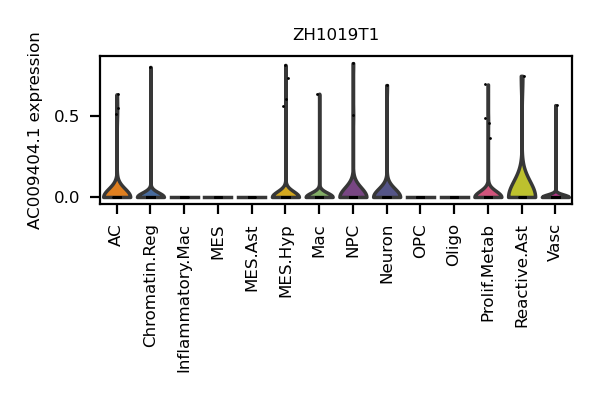 ZH1019T1
AC009404.1 expression
0.5
0.0
AC
Chromatin.Reg
Inflammatory.Mac
MES
MES.Ast
MES.Hyp
Mac
NPC
Neuron
OPC
Oligo
Prolif.Metab
Reactive.Ast
Vasc